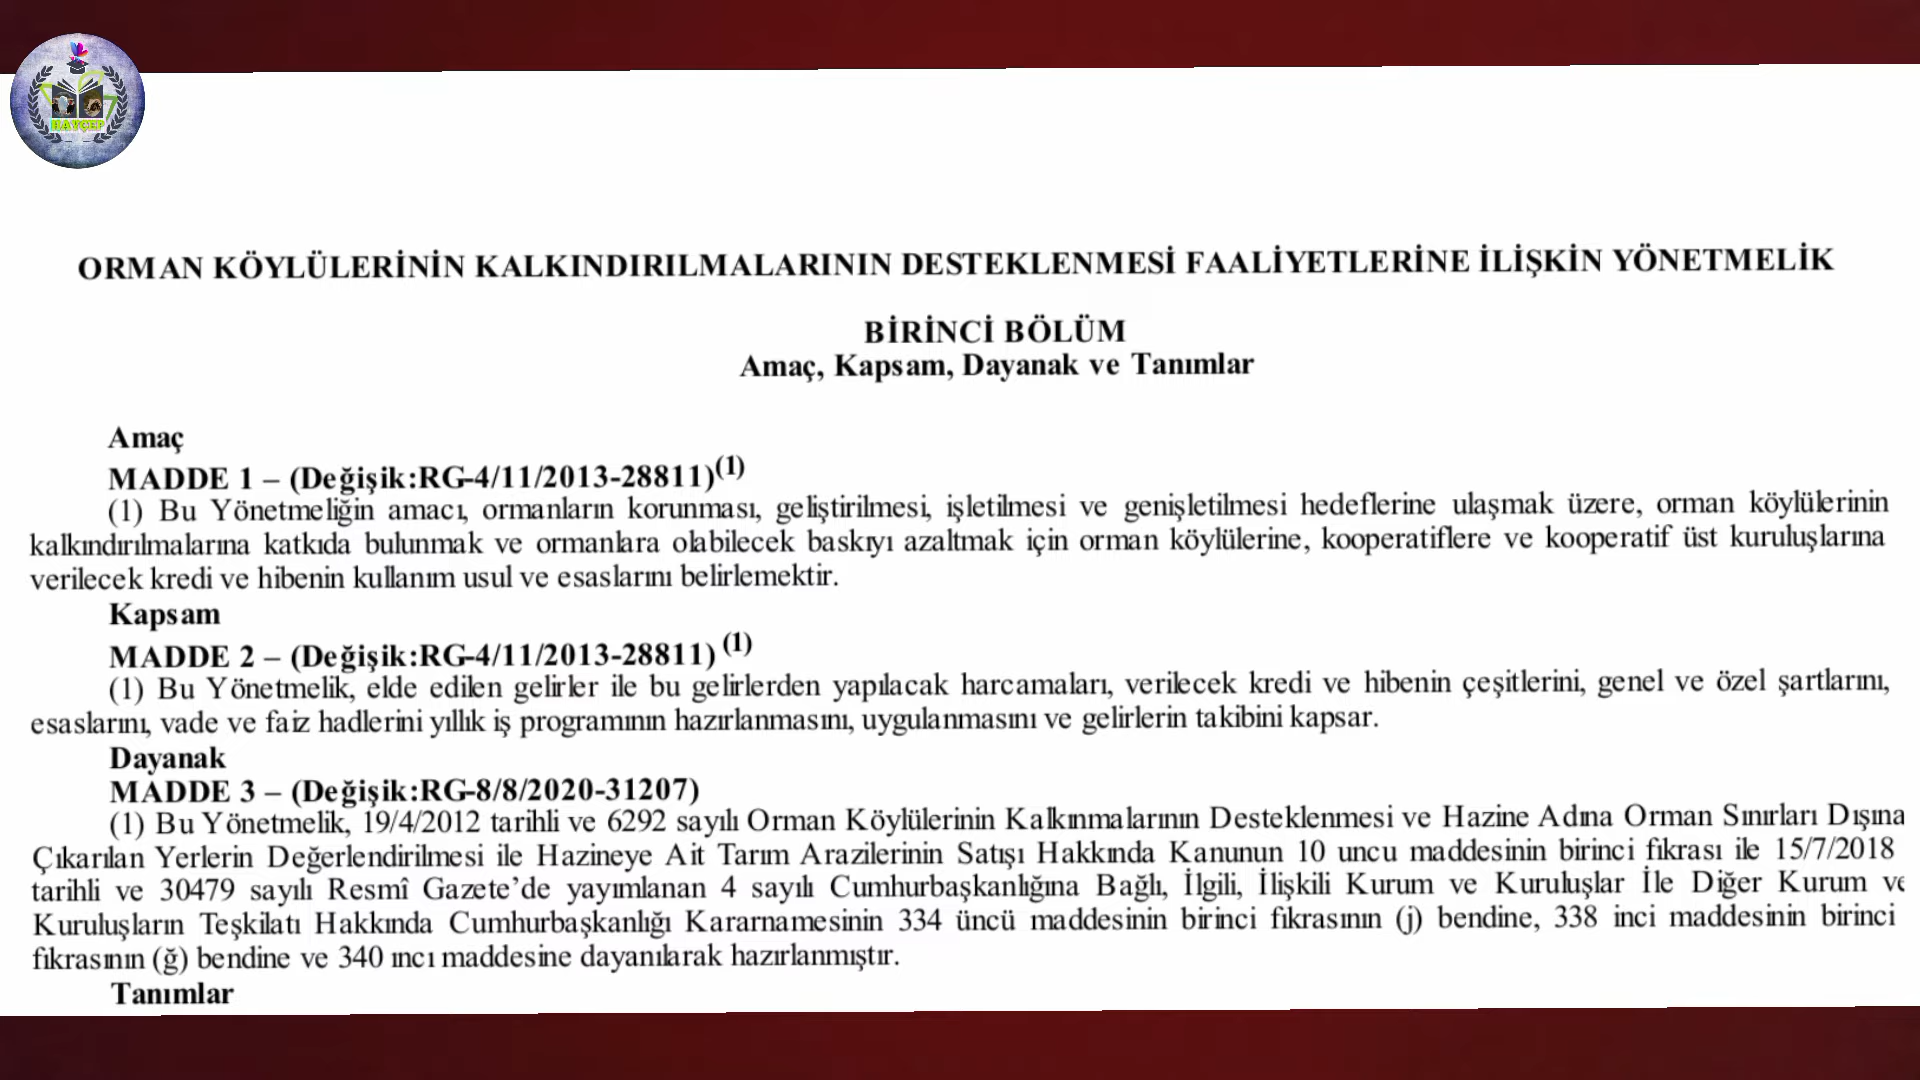 HAYÇEP
ORMAN KÖYLÜLERİNİN KALKINDIRILMALARININ DESTEKLENMESİ FAALİYETLERİNE İLİŞKİN YÖNETMELİK
BİRİNCİ BÖLÜM
Amaç, Kapsam, Dayanak ve Tanımlar
Amaç
MADDE 1 – (Değişik:RG-4/11/2013-28811)(1)
(1) Bu Yönetmeliğin amacı, ormanların korunması, geliştirilmesi, işletilmesi ve genişletilmesi hedeflerine ulaşmak üzere, orman köylülerinin
kalkındırılmalarına katkıda bulunmak ve ormanlara olabilecek baskıyı azaltmak için orman köylülerine, kooperatiflere ve kooperatif üst kuruluşlarına
verilecek kredi ve hibenin kullanım usul ve esaslarını belirlemektir.
Kapsam
MADDE 2 – (Değişik:RG-4/11/2013-28811) (1)
(1) Bu Yönetmelik, elde edilen gelirler ile bu gelirlerden yapılacak harcamaları, verilecek kredi ve hibenin çeşitlerini, genel ve özel şartlarını,
esaslarını, vade ve faiz hadlerini yıllık iş programının hazırlanmasını, uygulanmasını ve gelirlerin takibini kapsar.
Dayanak
MADDE 3 – (Değişik:RG-8/8/2020-31207)
(1) Bu Yönetmelik, 19/4/2012 tarihli ve 6292 sayılı Orman Köylülerinin Kalkınmalarının Desteklenmesi ve Hazine Adına Orman Sınırları Dışına
Çıkarılan Yerlerin Değerlendirilmesi ile Hazineye Ait Tarım Arazilerinin Satışı Hakkında Kanunun 10 uncu maddesinin birinci fıkrası ile 15/7/2018
tarihli ve 30479 sayılı Resmî Gazete’de yayımlanan 4 sayılı Cumhurbaşkanlığına Bağlı, İlgili, İlişkili Kurum ve Kuruluşlar İle Diğer Kurum ve
Kuruluşların Teşkilatı Hakkında Cumhurbaşkanlığı Kararnamesinin 334 üncü maddesinin birinci fıkrasının (j) bendine, 338 inci maddesinin birinci
fıkrasının (ğ) bendine ve 340 ıncı maddesine dayanılarak hazırlanmıştır.
Tanımlar